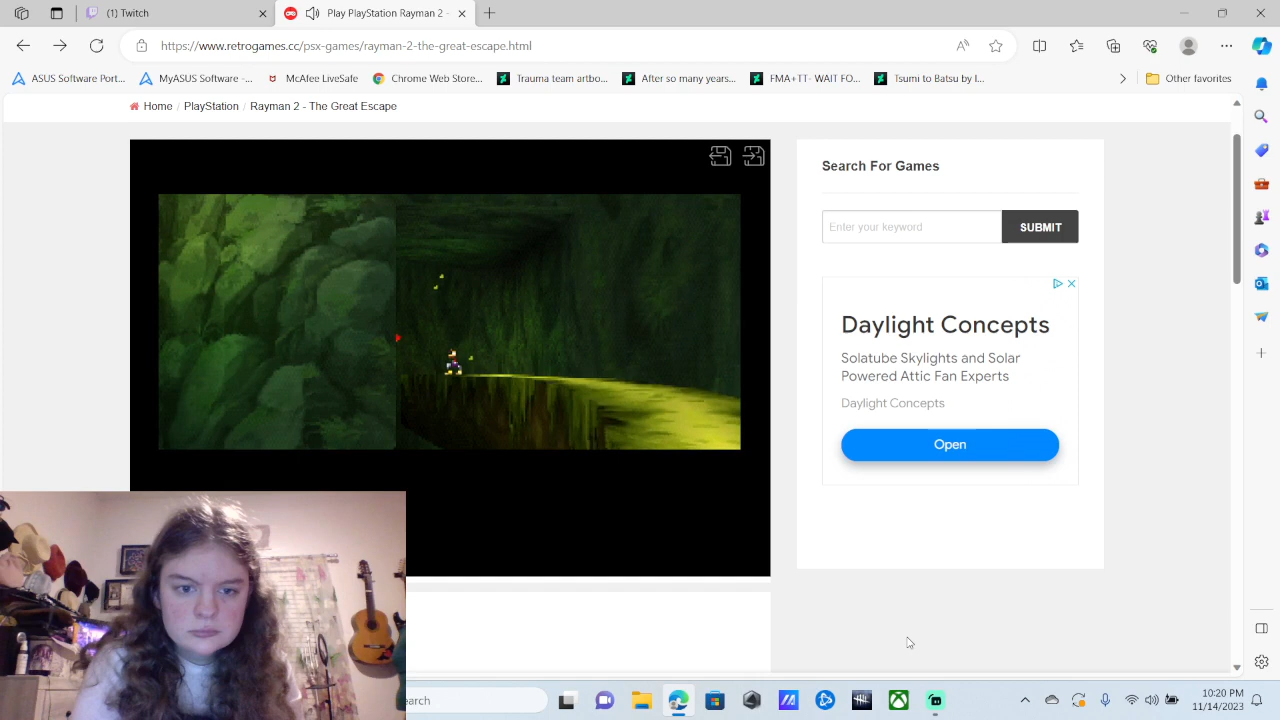 (1) Twitch
Play PlayStation Rayman 2 -
https://www.retrogames.cc/psx-games/rayman-2-the-great-escape.html
ASUS Software Port...
MyASUS Software -...
McAfee LiveSafe
Chrome Web Store...
Trauma team artbo...
After so many years...
FMA+TT- WAIT FO...
Tsumi to Batsu by I...
Other favorites
Home / PlayStation / Rayman 2 - The Great Escape
Search For Games
Enter your keyword
SUBMIT
Daylight Concepts
Solatube Skylights and Solar
Powered Attic Fan Experts
Daylight Concepts
Open
earch
10:20 PM
11/14/2023